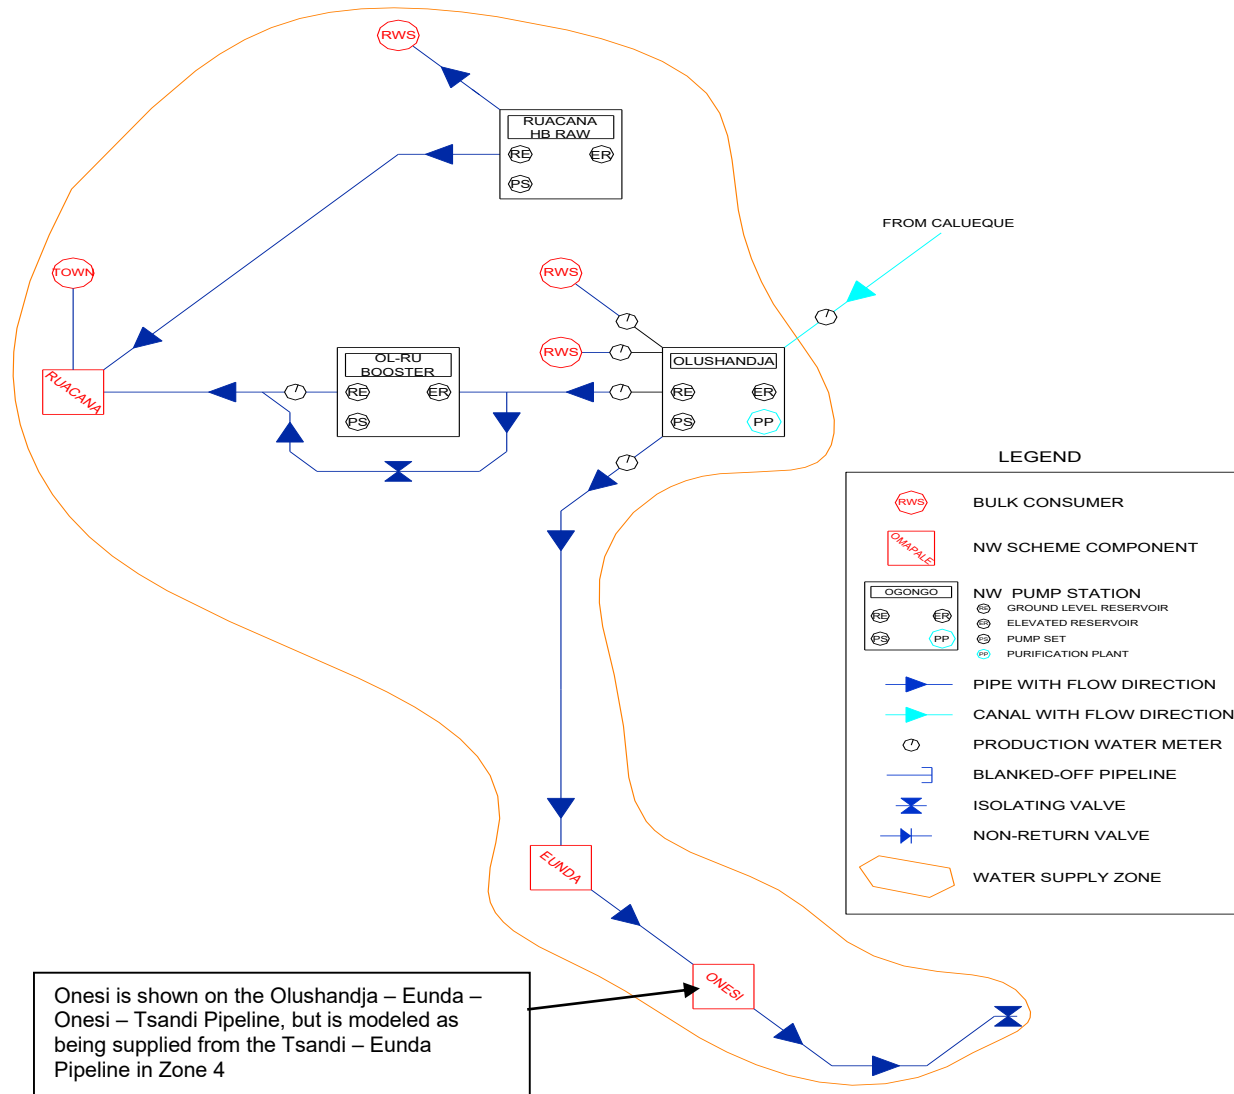 RWS
RUACANA
HB RAW
RE
ER
PS
FROM CALUEQUE
TOWN
RWS
RWS
OLUSHANDJA
RE
ER
PS
PP
OL-RU
BOOSTER
RE
ER
PS
RUACANA
EUNDA
ONESI
LEGEND
RWS
BULK CONSUMER
OMAPALE
NW SCHEME COMPONENT
OGONGO
RE
ER
PS
PP
NW PUMP STATION
RE GROUND LEVEL RESERVOIR
ER ELEVATED RESERVOIR
PS PUMP SET
PP PURIFICATION PLANT
PIPE WITH FLOW DIRECTION
CANAL WITH FLOW DIRECTION
PRODUCTION WATER METER
BLANKED-OFF PIPELINE
ISOLATING VALVE
NON-RETURN VALVE
WATER SUPPLY ZONE
Onesi is shown on the Olushandja – Eunda –
Onesi – Tsandi Pipeline, but is modeled as
being supplied from the Tsandi – Eunda
Pipeline in Zone 4